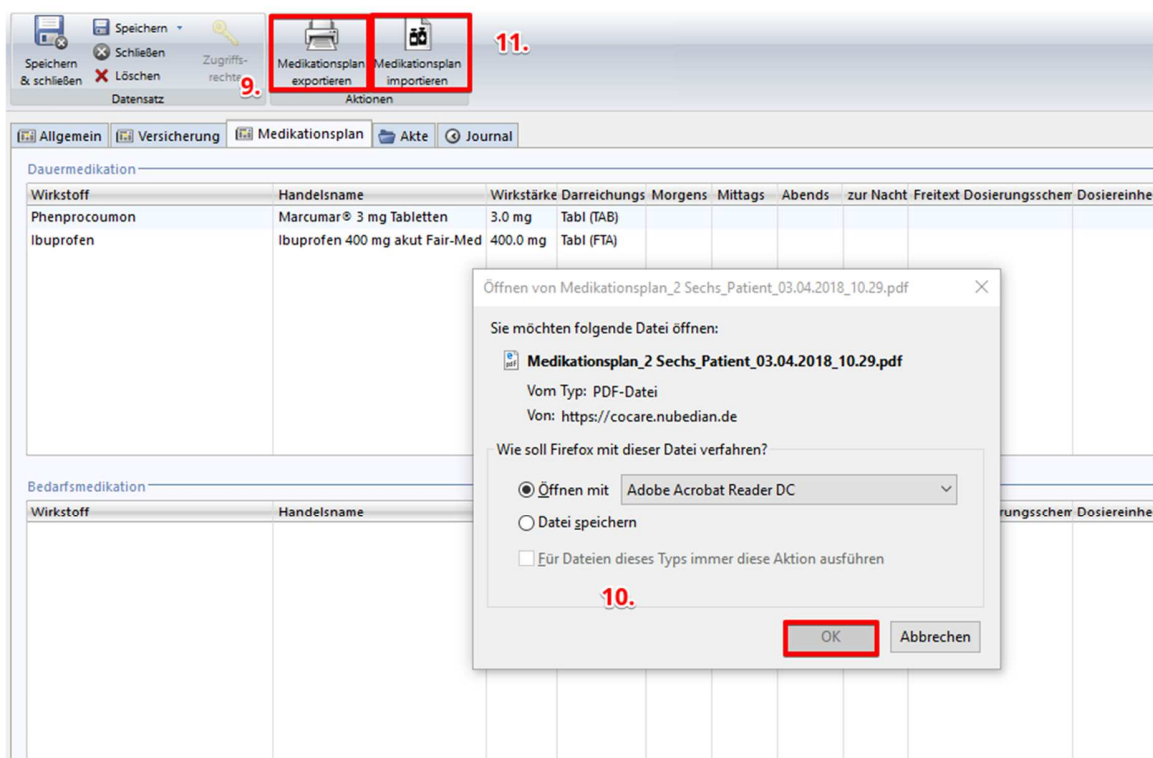 Speichern
& schließen
Speichern
Schließen
Löschen
Zugriffs-
rechte
Datensatz
9.
Medikationsplan
exportieren
Medikationsplan
importieren
Aktionen
11.
Allgemein Versicherung Medikationsplan Akte Journal
Dauermedikation
Wirkstoff Handelsname Wirkstärke Darreichungs Morgens Mittags Abends zur Nacht Freitext Dosierungsschem Dosiereinhe
Phenprocoumon Marcumar® 3 mg Tabletten 3.0 mg Tabl (TAB)
Ibuprofen Ibuprofen 400 mg akut Fair-Med 400.0 mg Tabl (FTA)
Öffnen von Medikationsplan_2 Sechs_Patient_03.04.2018_10.29.pdf
Sie möchten folgende Datei öffnen:
Medikationsplan_2 Sechs_Patient_03.04.2018_10.29.pdf
Vom Typ: PDF-Datei
Von: https://cocare.nubedian.de
Wie soll Firefox mit dieser Datei verfahren?
Öffnen mit Adobe Acrobat Reader DC
Datei speichern
Für Dateien dieses Typs immer diese Aktion ausführen
10.
OK Abbrechen
Bedarfsmedikation
Wirkstoff Handelsname rungsschem Dosiereinhe